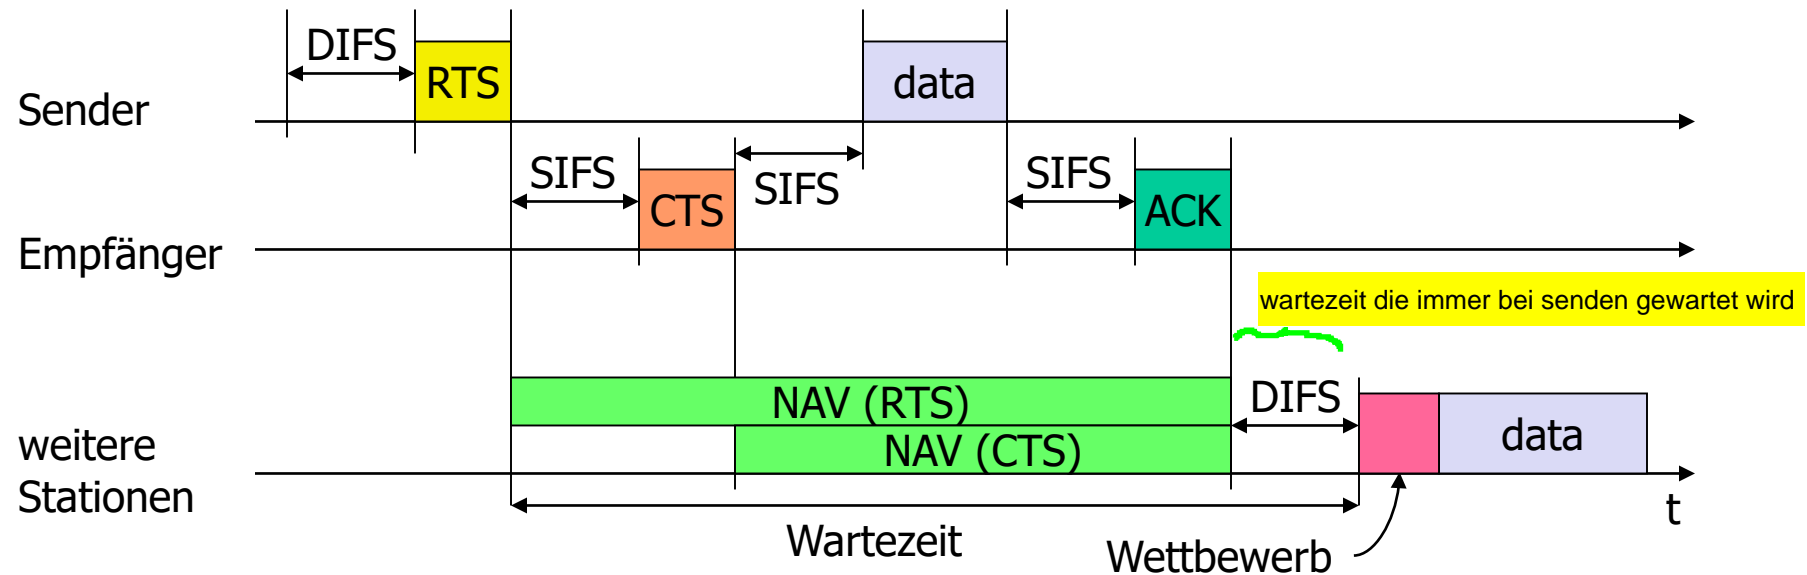 DIFS
RTS
data
Sender
SIFS
CTS
SIFS
SIFS
ACK
Empfänger
wartezeit die immer bei senden gewartet wird
NAV (RTS)
DIFS
NAV (CTS)
data
weitere
Stationen
t
Wartezeit
Wettbewerb